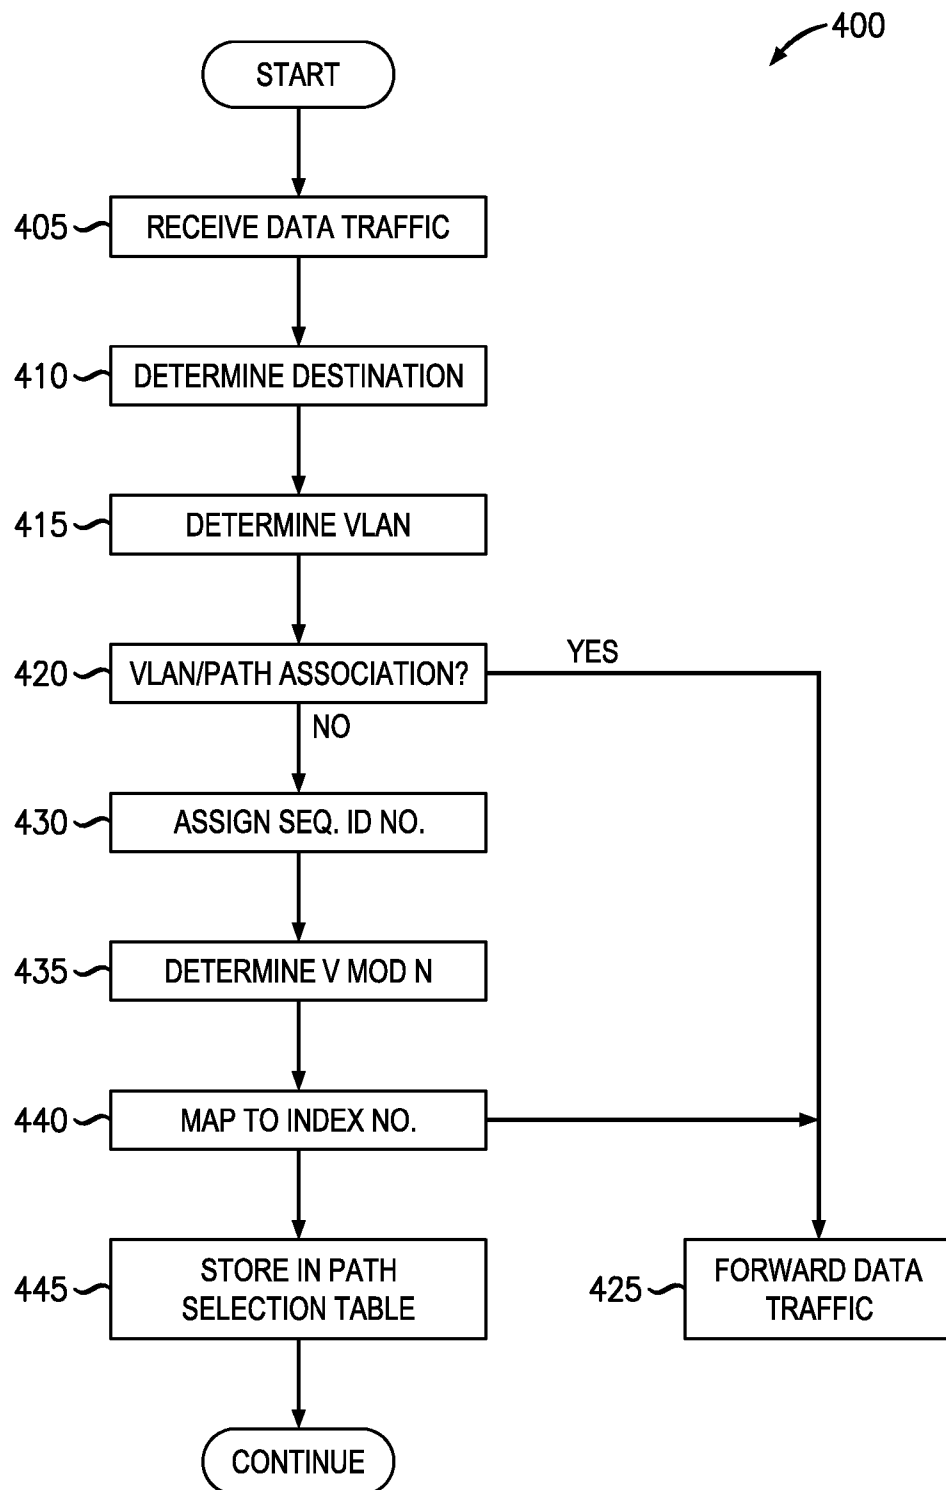 400
START
405
RECEIVE DATA TRAFFIC
410
DETERMINE DESTINATION
415
DETERMINE VLAN
420
VLAN/PATH ASSOCIATION?
YES
NO
430
ASSIGN SEQ. ID NO.
435
DETERMINE V MOD N
440
MAP TO INDEX NO.
445
STORE IN PATH
SELECTION TABLE
425
FORWARD DATA
TRAFFIC
CONTINUE